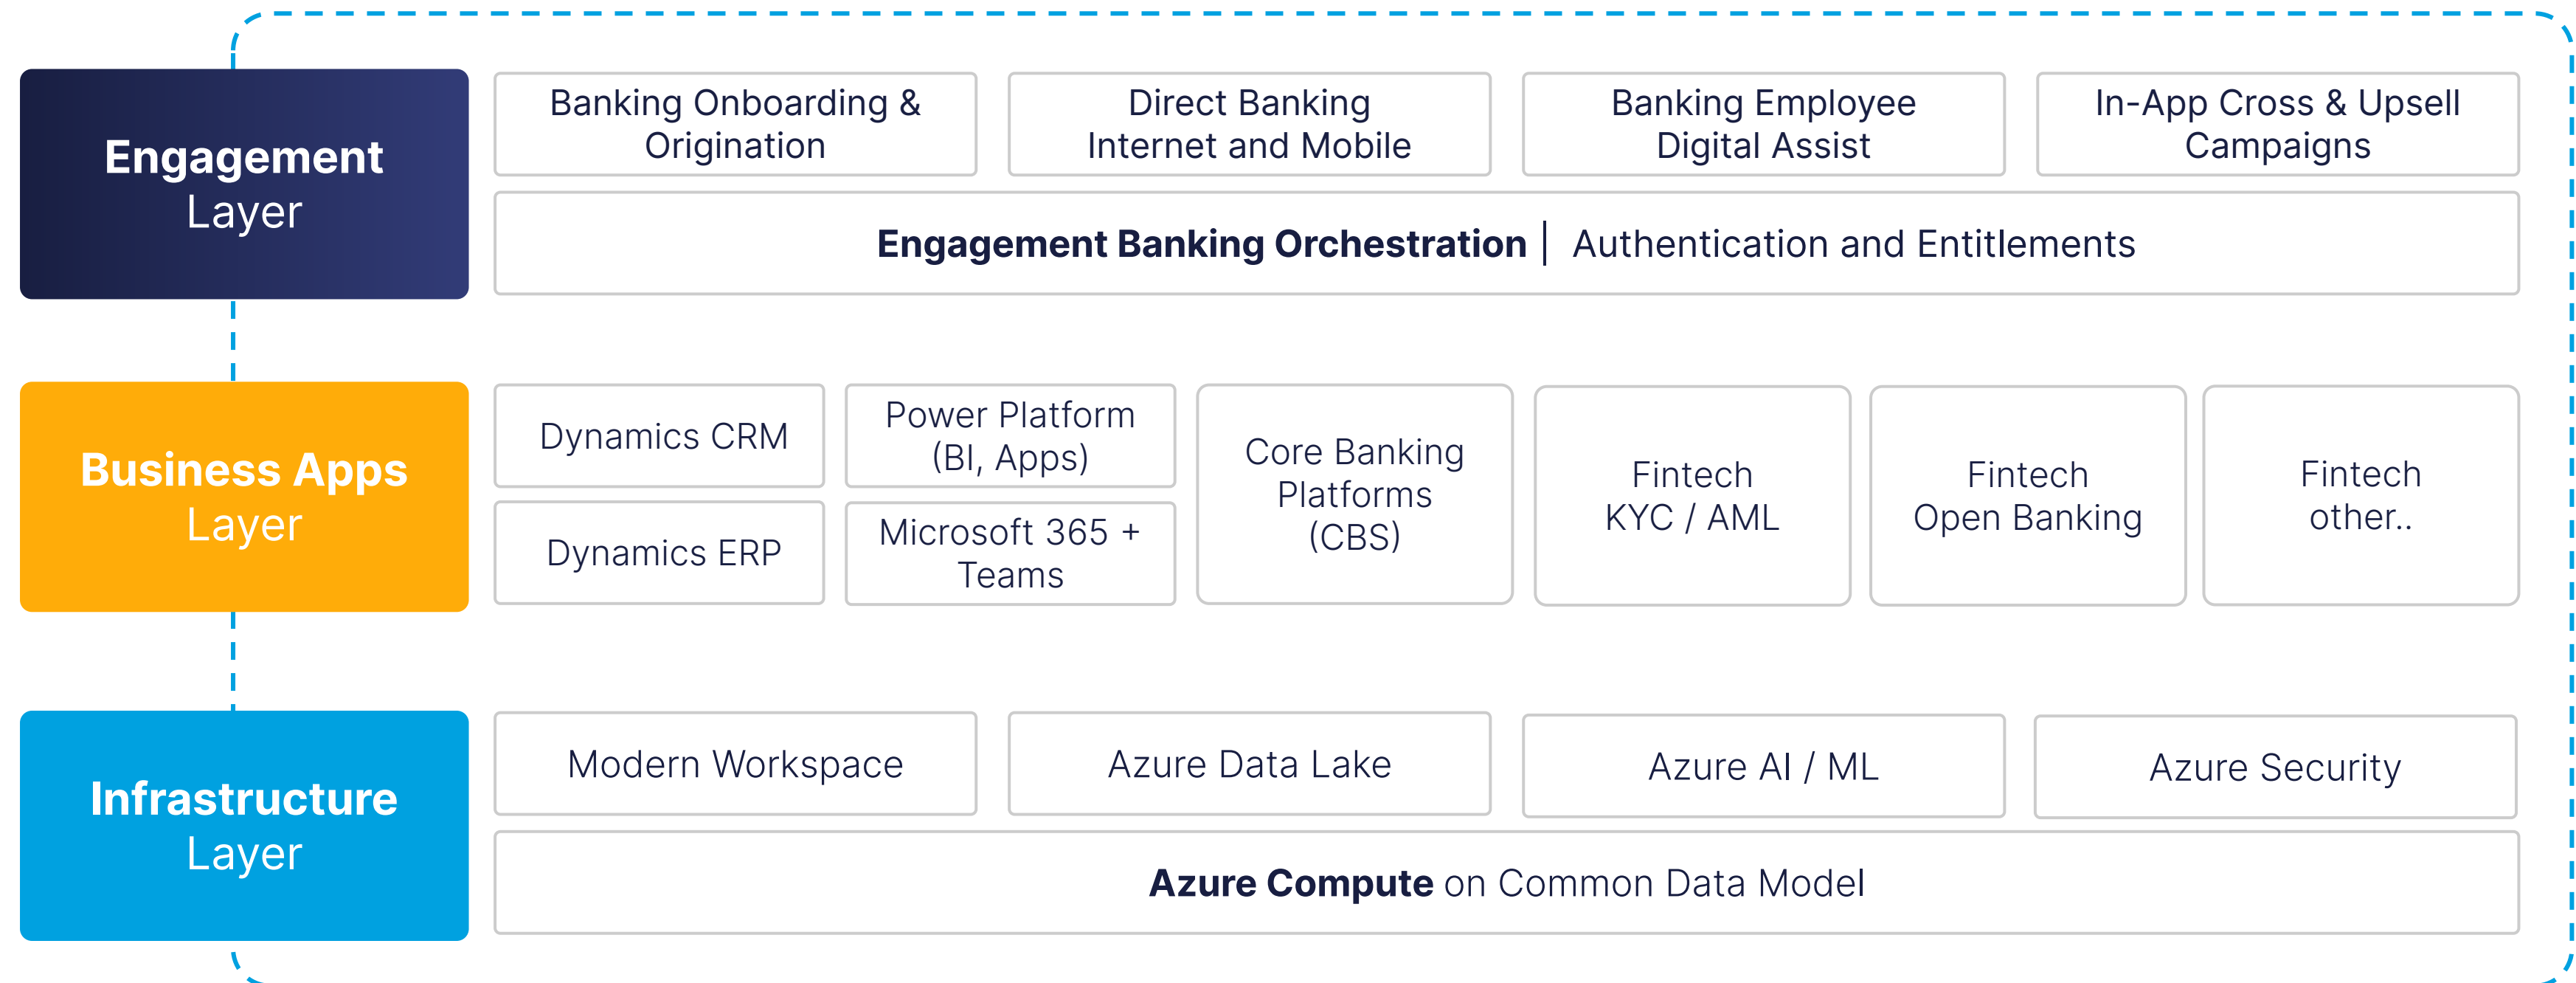 Engagement
Layer
Banking Onboarding &
Origination
Direct Banking
Internet and Mobile
Banking Employee
Digital Assist
In-App Cross & Upsell
Campaigns
Engagement Banking Orchestration | Authentication and Entitlements
Business Apps
Layer
Dynamics CRM
Dynamics ERP
Power Platform
(BI, Apps)
Microsoft 365 +
Teams
Core Banking
Platforms
(CBS)
Fintech
KYC / AML
Fintech
Open Banking
Fintech
other..
Infrastructure
Layer
Modern Workspace
Azure Data Lake
Azure AI / ML
Azure Security
Azure Compute on Common Data Model